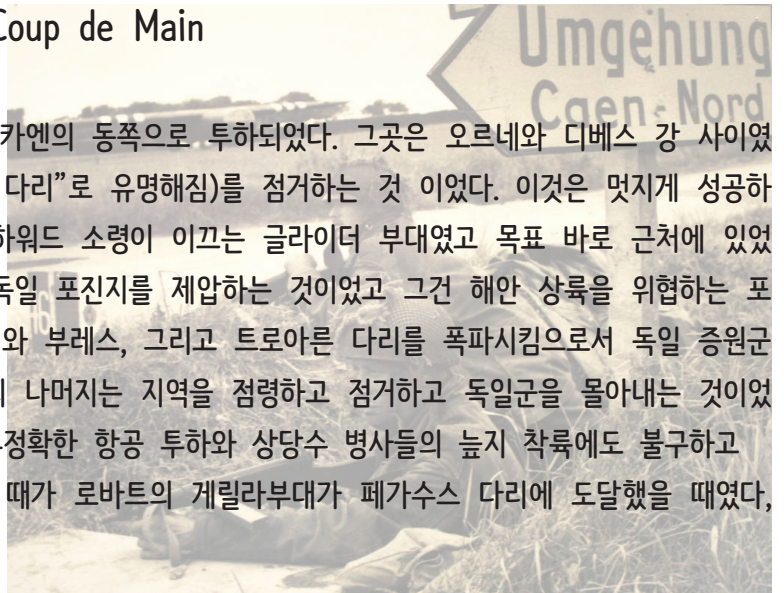 Coup de Main
Umgehung
Caen-Nord
카엔의 동쪽으로 투하되었다. 그곳은 오르네와 디베스 강 사이였
다리”로 유명해짐)를 점거하는 것 이었다. 이것은 멋지게 성공하
하워드 소령이 이끄는 글라이더 부대였고 목표 바로 근처에 있었
독일 포진지를 제압하는 것이었고 그건 해안 상륙을 위협하는 포
와 부레스, 그리고 트로아른 다리를 폭파시킴으로서 독일 증원군
나머지는 지역을 점령하고 점거하고 독일군을 몰아내는 것이었
정확한 항공 투하와 상당수 병사들의 늦지 착륙에도 불구하고
때가 로바트의 게릴라부대가 페가수스 다리에 도달했을 때였다,